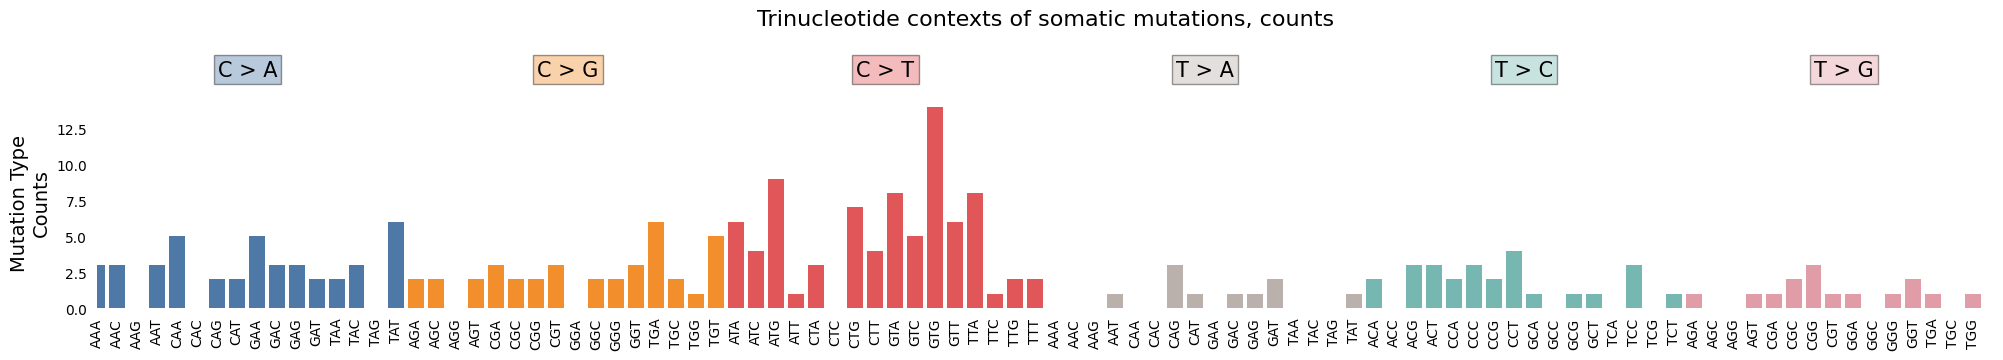 Trinucleotide contexts of somatic mutations, counts
C > A C > G C > T T > A T > C T > G
Mutation Type
Counts
12.5
10.0
7.5
5.0
2.5
0.0
AAA AAC AAG AAT CAA CAC CAG CAT GAA GAC GAG GAT TAA TAC TAG TAT AGA AGC AGG AGT CGA CGC CGG CGT GGA GGC GGG GGT TGA TGC TGG TGT ATA ATC ATG ATT CTA CTC CTG CTT GTA GTC GTG GTT TTA TTC TTG TTT AAA AAC AAG AAT CAA CAC CAG CAT GAA GAC GAG GAT TAA TAC TAG TAT ACA ACC ACG ACT CCA CCC CCG CCT GCA GCC GCG GCT TCA TCC TCG TCT AGA AGC AGG AGT CGA CGC CGG CGT GGA GGC GGG GGT TGA TGC TGG